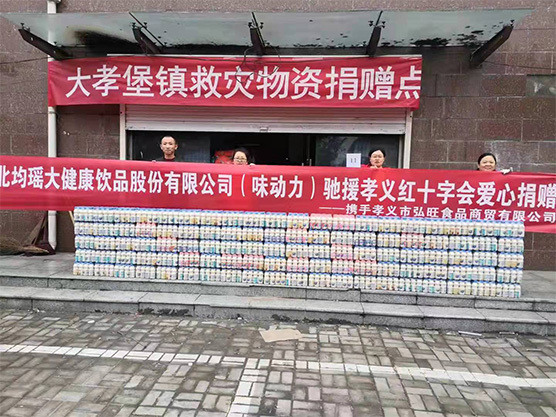 大孝堡镇救灾物资捐赠点
北均瑶大健康饮品股份有限公司（味动力）驰援孝义红十字会爱心捐赠
——携手孝义市弘旺食品商贸有限公司
11